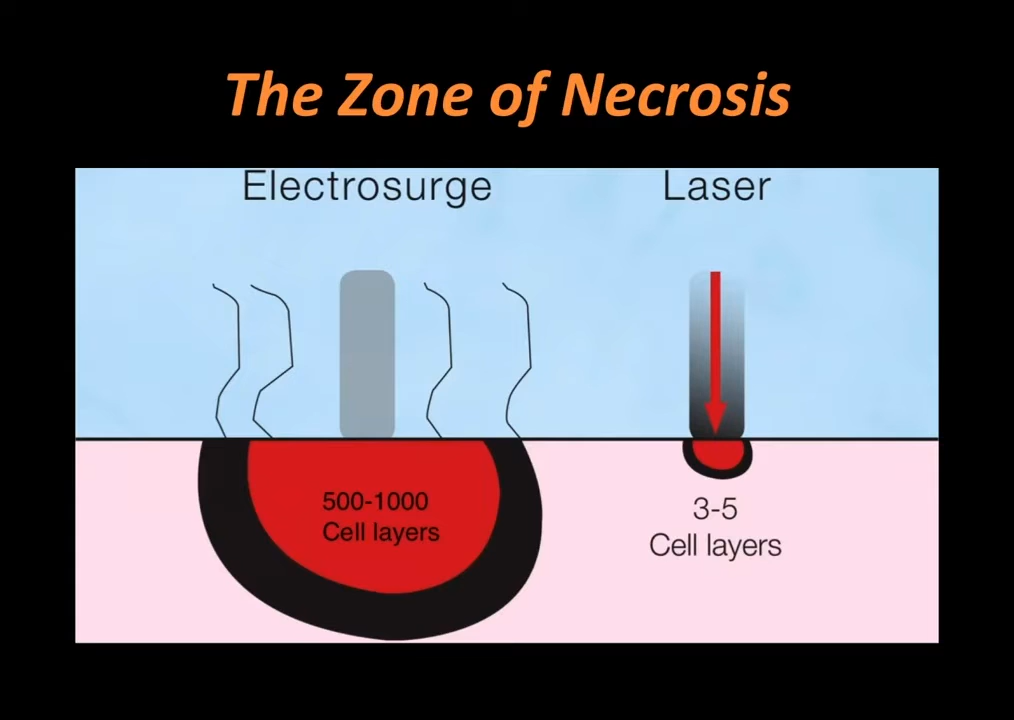 The Zone of Necrosis
Electrosurge
Laser
500-1000
Cell layers
3-5
Cell layers